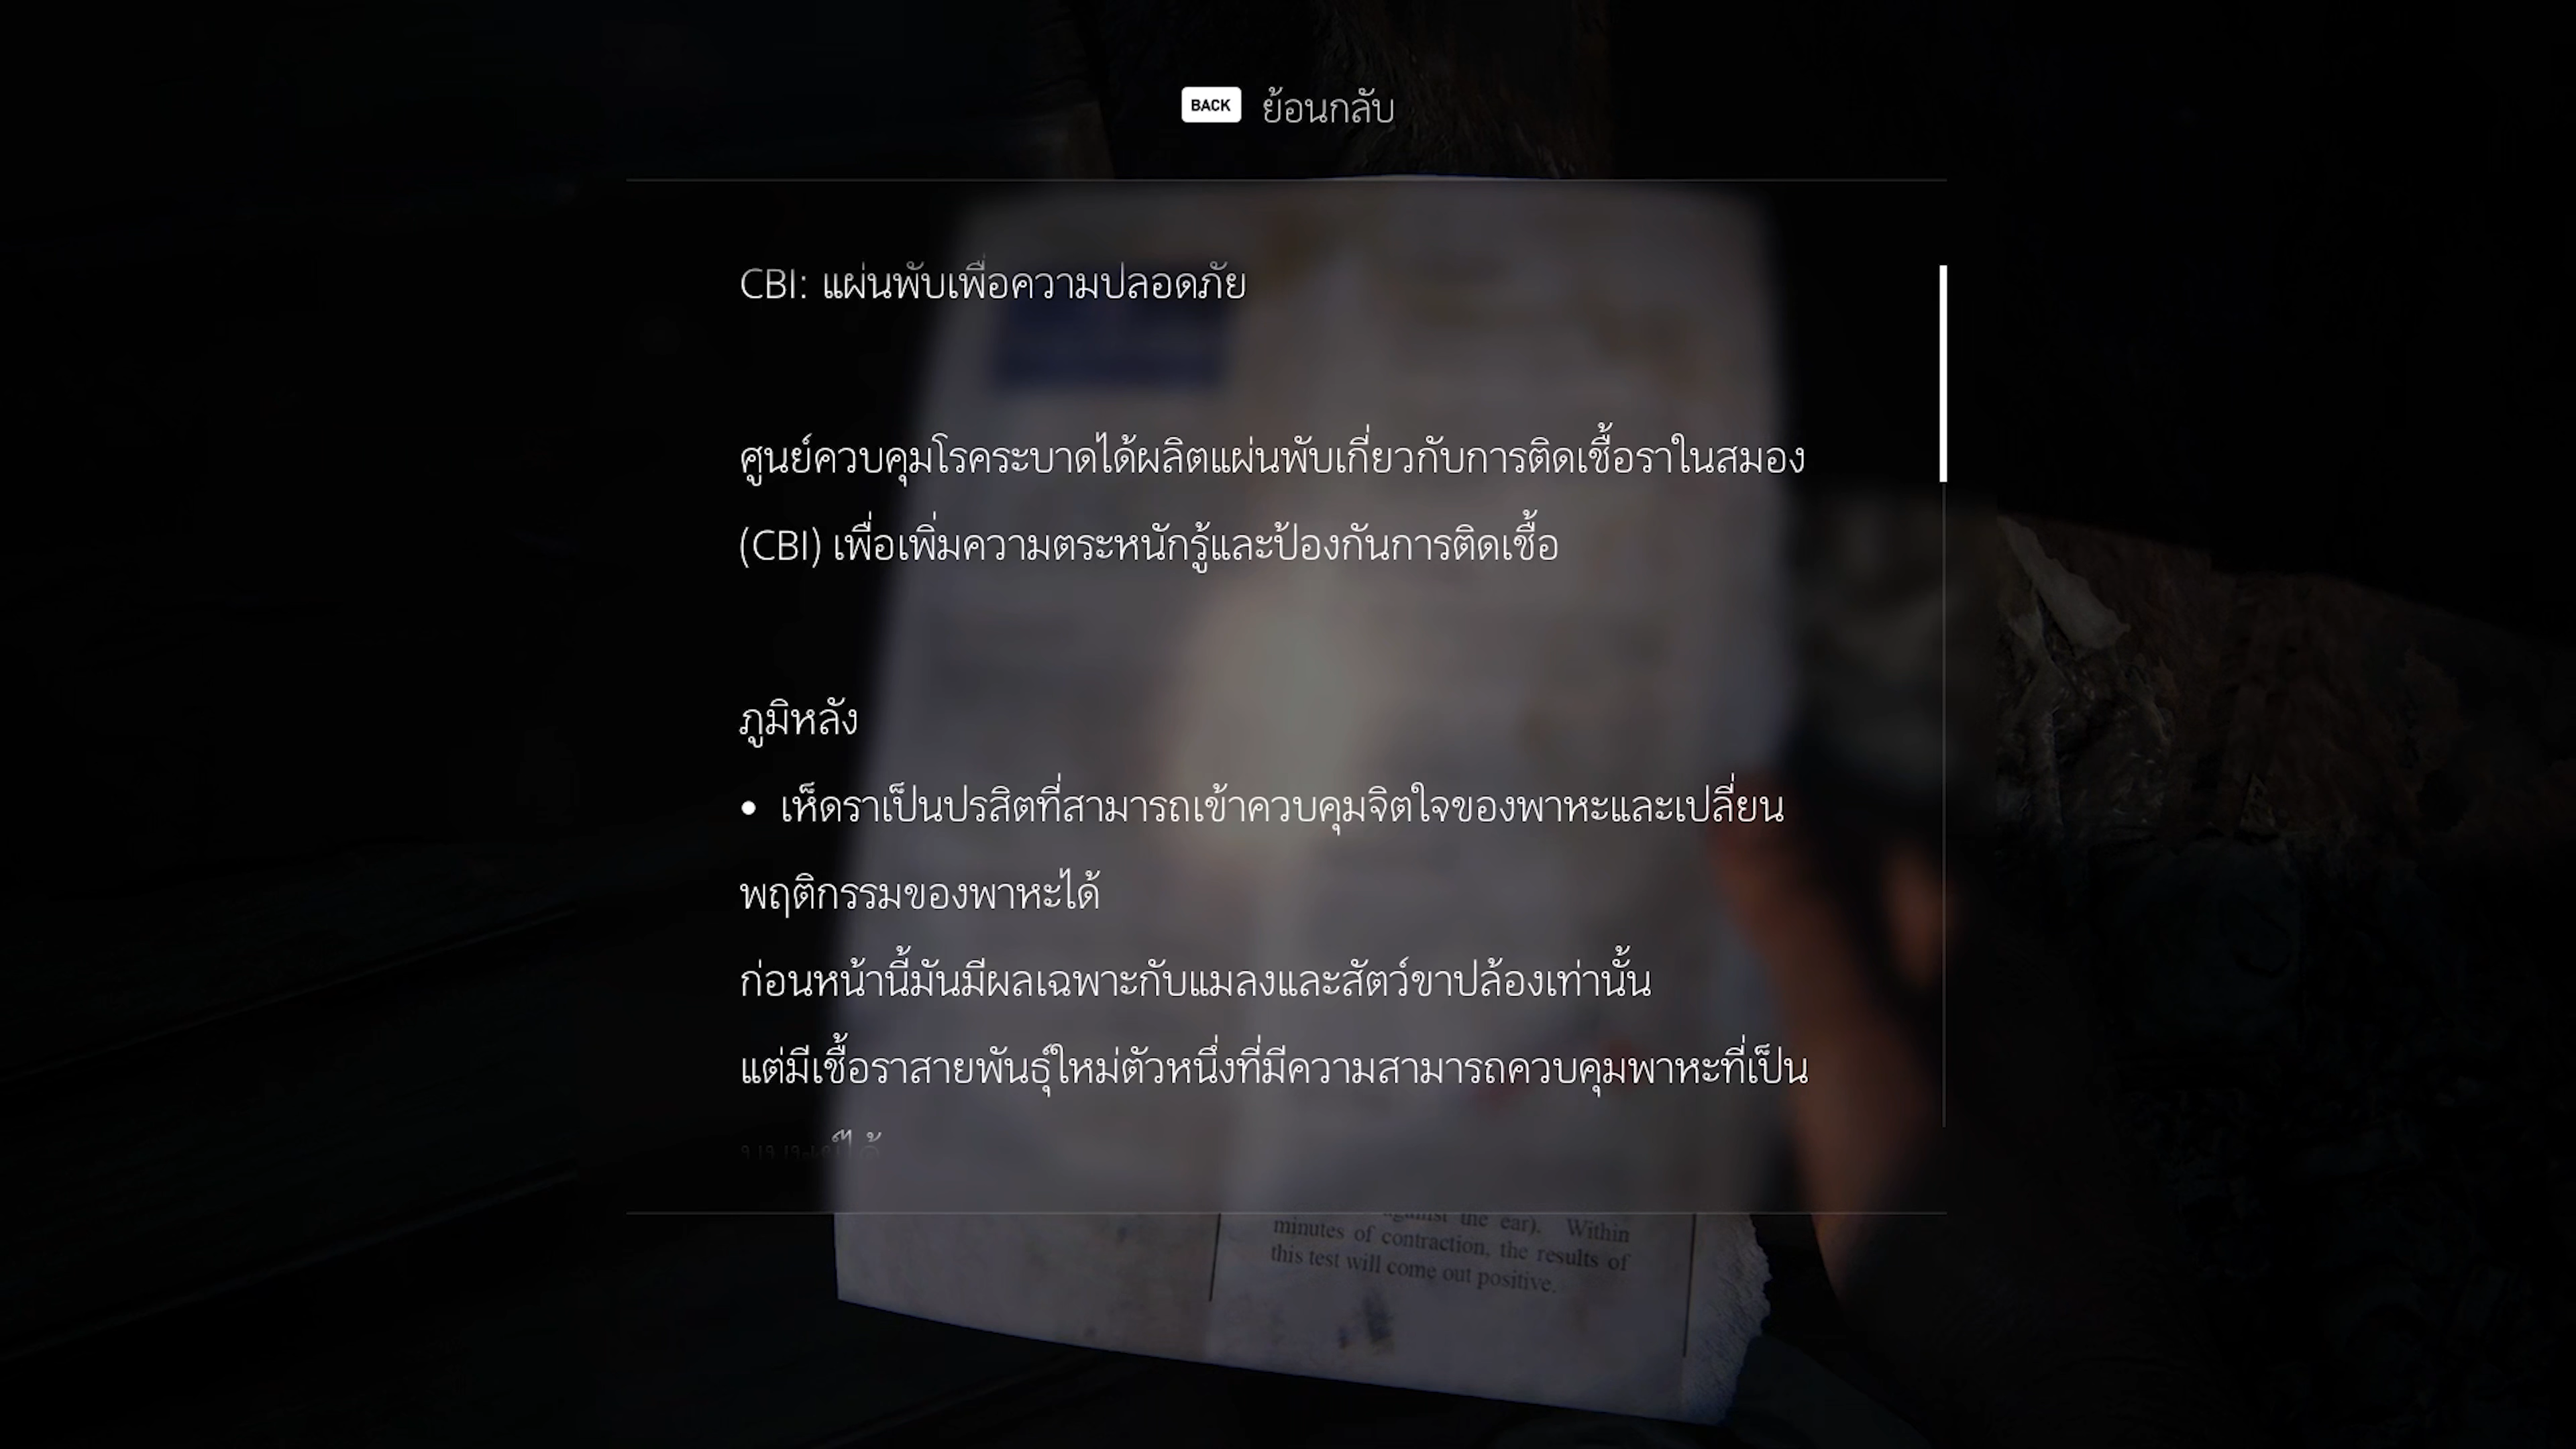 BACK ย้อนกลับ
CBI: แผ่นพับเพื่อความปลอดภัย
ศูนย์ควบคุมโรคระบาดได้ผลิตแผ่นพับเกี่ยวกับการติดเชื้อราในสมอง
(CBI) เพื่อเพิ่มความตระหนักรู้และป้องกันการติดเชื้อ
ภูมิหลัง
• เห็ดราเป็นปรสิตที่สามารถเข้าควบคุมจิตใจของพาหะและเปลี่ยน
พฤติกรรมของพาหะได้
ก่อนหน้านี้มันมีผลเฉพาะกับแมลงและสัตว์ขาปล้องเท่านั้น
แต่มีเชื้อราสายพันธุ์ใหม่ตัวหนึ่งที่มีความสามารถควบคุมพาหะที่เป็น
the ear). Within
minutes of contraction, the results of
this test will come out positive.